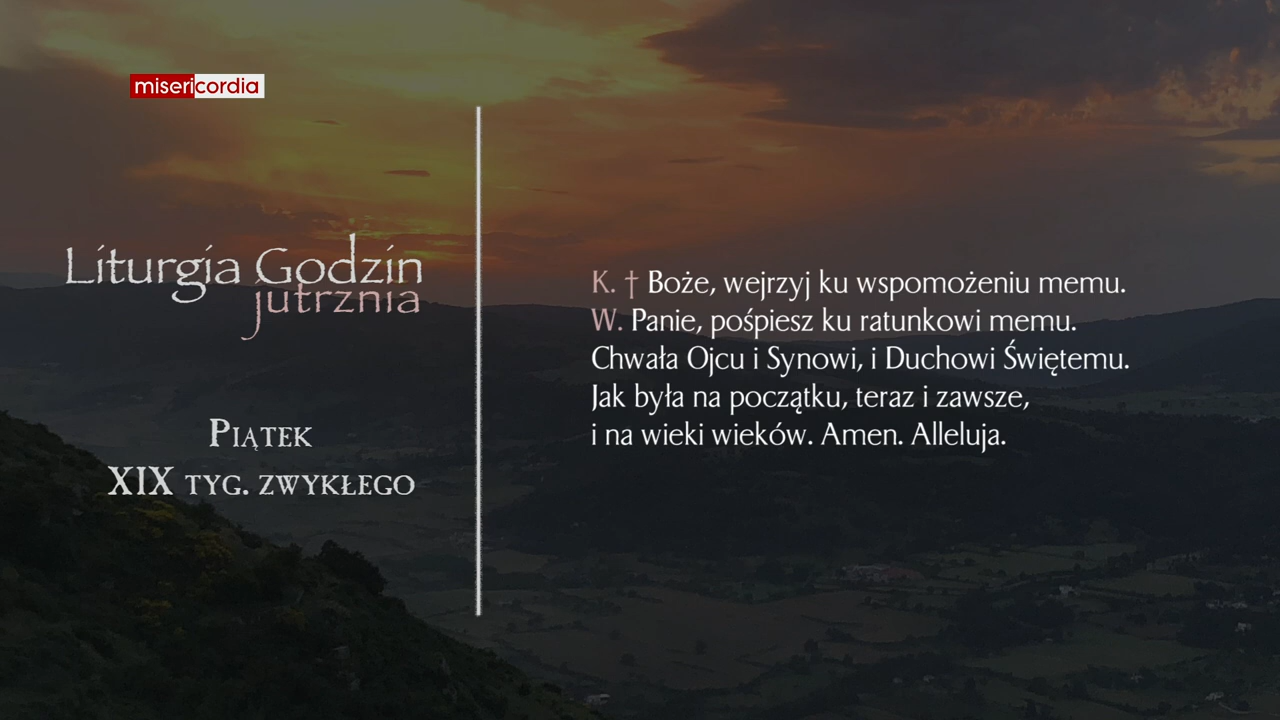 misericordia
Liturgia Godzin
jutrznia
Piątek
XIX tyg. zwykłego
K. † Boże, wejrzyj ku wspomożeniu memu.
W. Panie, pośpiesz ku ratunkowi memu.
Chwała Ojcu i Synowi, i Duchowi Świętemu.
Jak była na początku, teraz i zawsze,
i na wieki wieków. Amen. Alleluja.